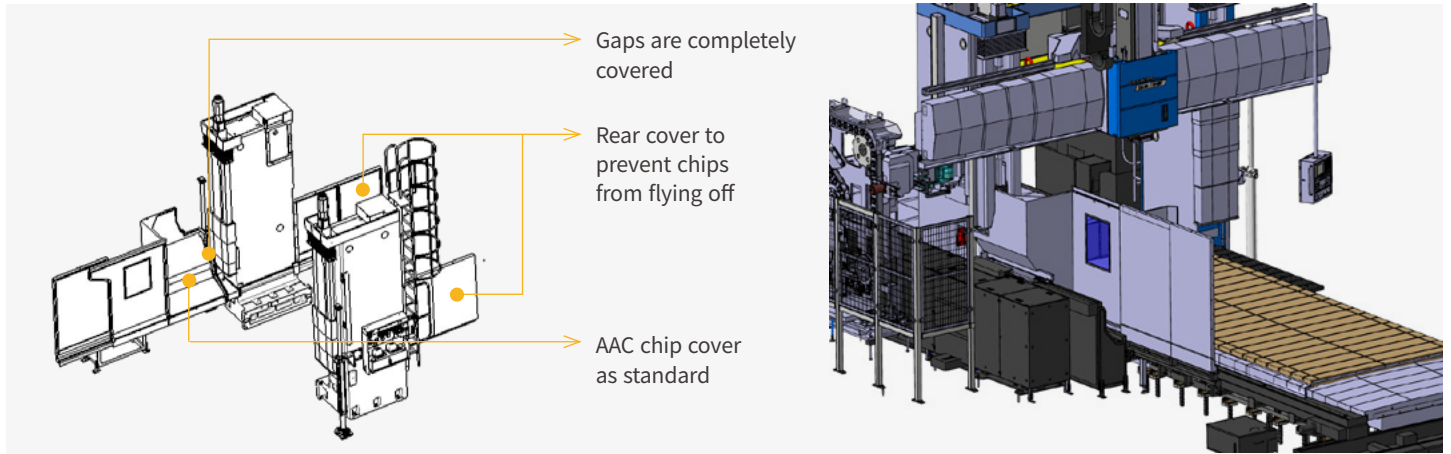 Gaps are completely
covered
Rear cover to
prevent chips
from flying off
AAC chip cover
as standard